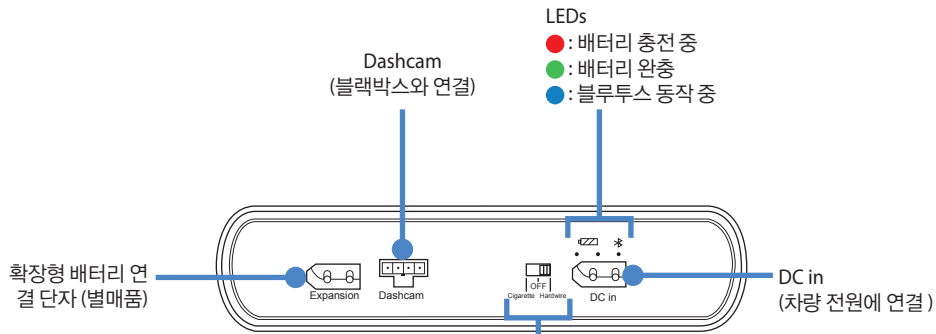 LEDs
: 배터리 충전 중
: 배터리 완충
: 블루투스 동작 중
Dashcam
(블랙박스와 연결)
확장형 배터리 연
결 단자 (별매품)
Expansion
Dashcam
OFF
Cigarette Hardwire
DC in
DC in
(차량 전원에 연결 )